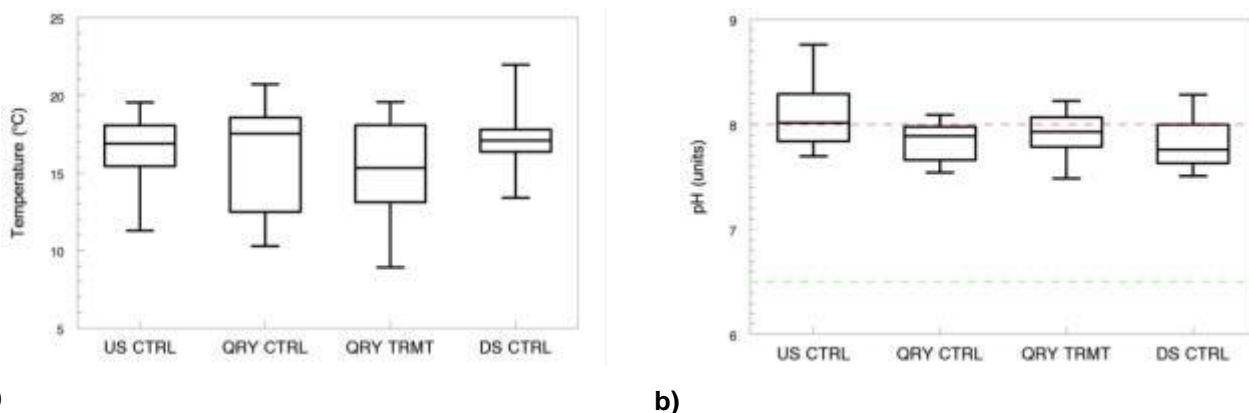 25
20
15
10
5
Temperature (°C)
US CTRL QRY CTRL QRY TRMT DS CTRL
)
9
8
7
6
pH (units)
US CTRL QRY CTRL QRY TRMT DS CTRL
b)